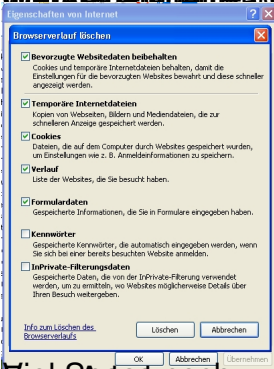 Eigenschaften von Internet
Browserverlauf löschen
Bevorzugte Websitedaten beibehalten
Cookies und temporäre Internetdateien behalten, damit die
Einstellungen für die bevorzugten Websites bewahrt und diese schneller
angezeigt werden.
Temporäre Internetdateien
Kopien von Webseiten, Bildern und Mediendateien, die zur
schnelleren Anzeige gespeichert werden.
Cookies
Dateien, die auf dem Computer durch Websites gespeichert wurden,
um Einstellungen wie z. B. Anmeldeinformationen zu speichern.
Verlauf
Liste der Websites, die Sie besucht haben.
Formulardaten
Gespeicherte Informationen, die Sie in Formulare eingegeben haben.
Kennwörter
Gespeicherte Kennwörter, die automatisch eingegeben werden, wenn
Sie sich bei einer bereits besuchten Website anmelden.
InPrivate-Filterungsdaten
Gespeicherte Daten, die von der InPrivate-Filterung verwendet
werden, um zu ermitteln, wo Websites möglicherweise Details über
Ihren Besuch weitergeben.
Info zum Löschen des
Browserverlaufs
Löschen Abbrechen
OK Abbrechen Übernehmen